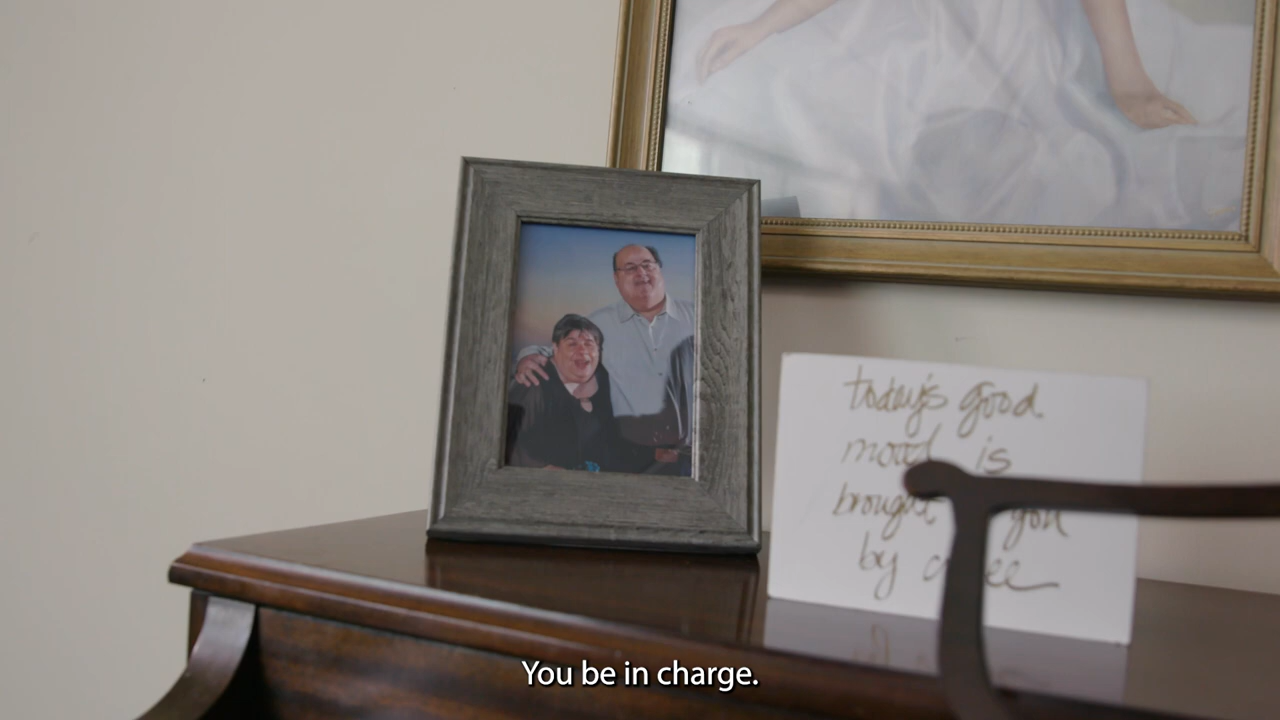 today's good
mood is
brought you
by
You be in charge.